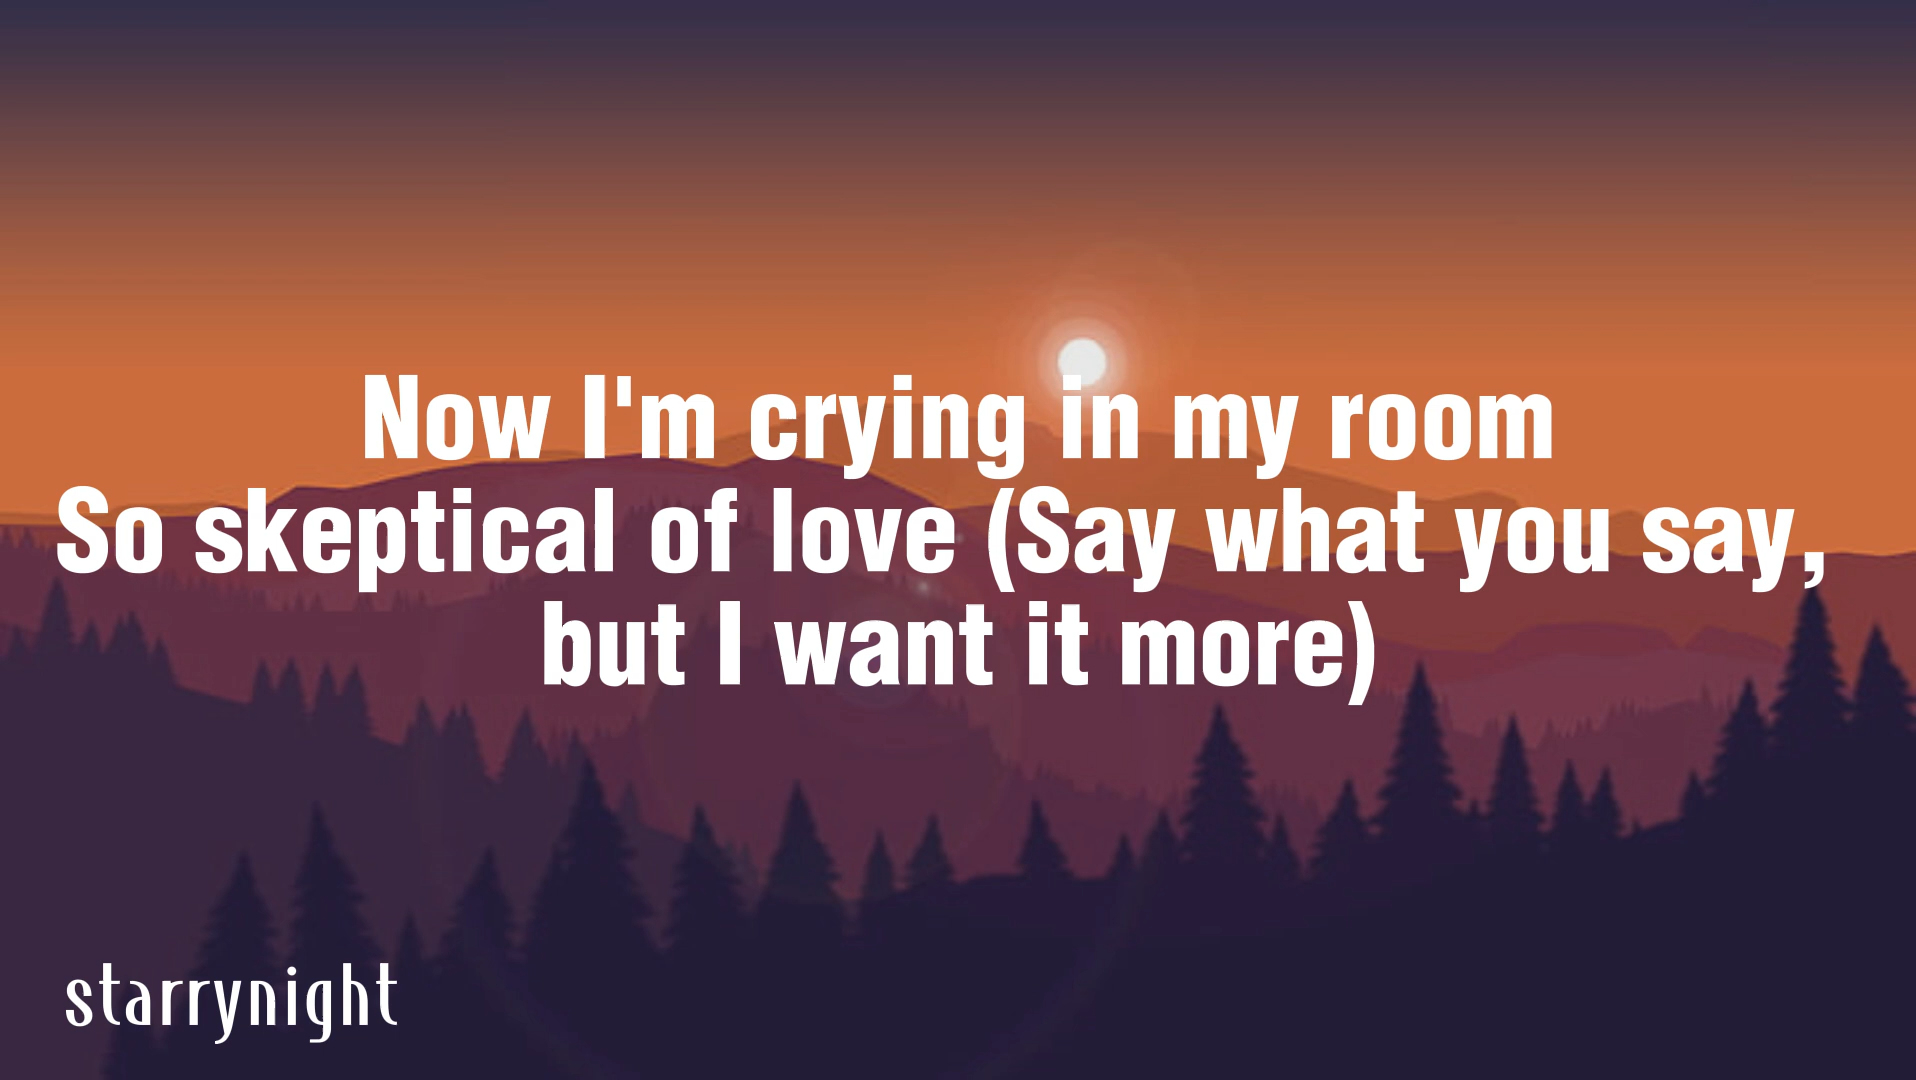 Now I'm crying in my room
So skeptical of love (Say what you say,
but I want it more)
starrynight